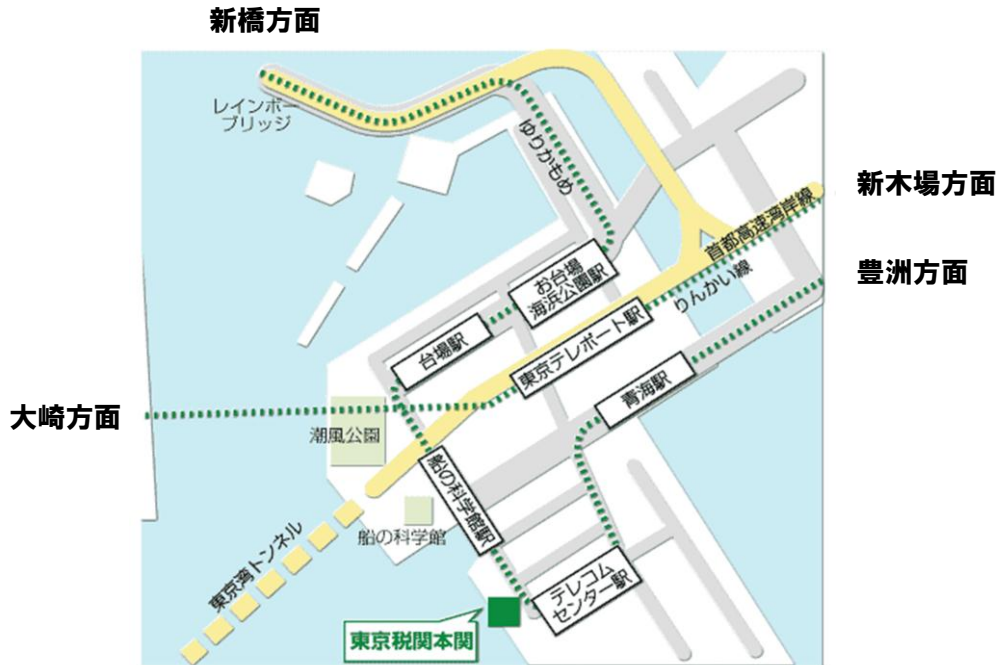 新橋方面
レインボー
ブリッジ
ゆりかもめ
新木場方面
首都高速湾岸線
りんかい線
豊洲方面
お台場
海浜公園駅
台場駅
東京テレポート駅
青海駅
大崎方面
潮風公園
船の科学館駅
船の科学館
東京湾トンネル
テレコム
センター駅
東京税関本関